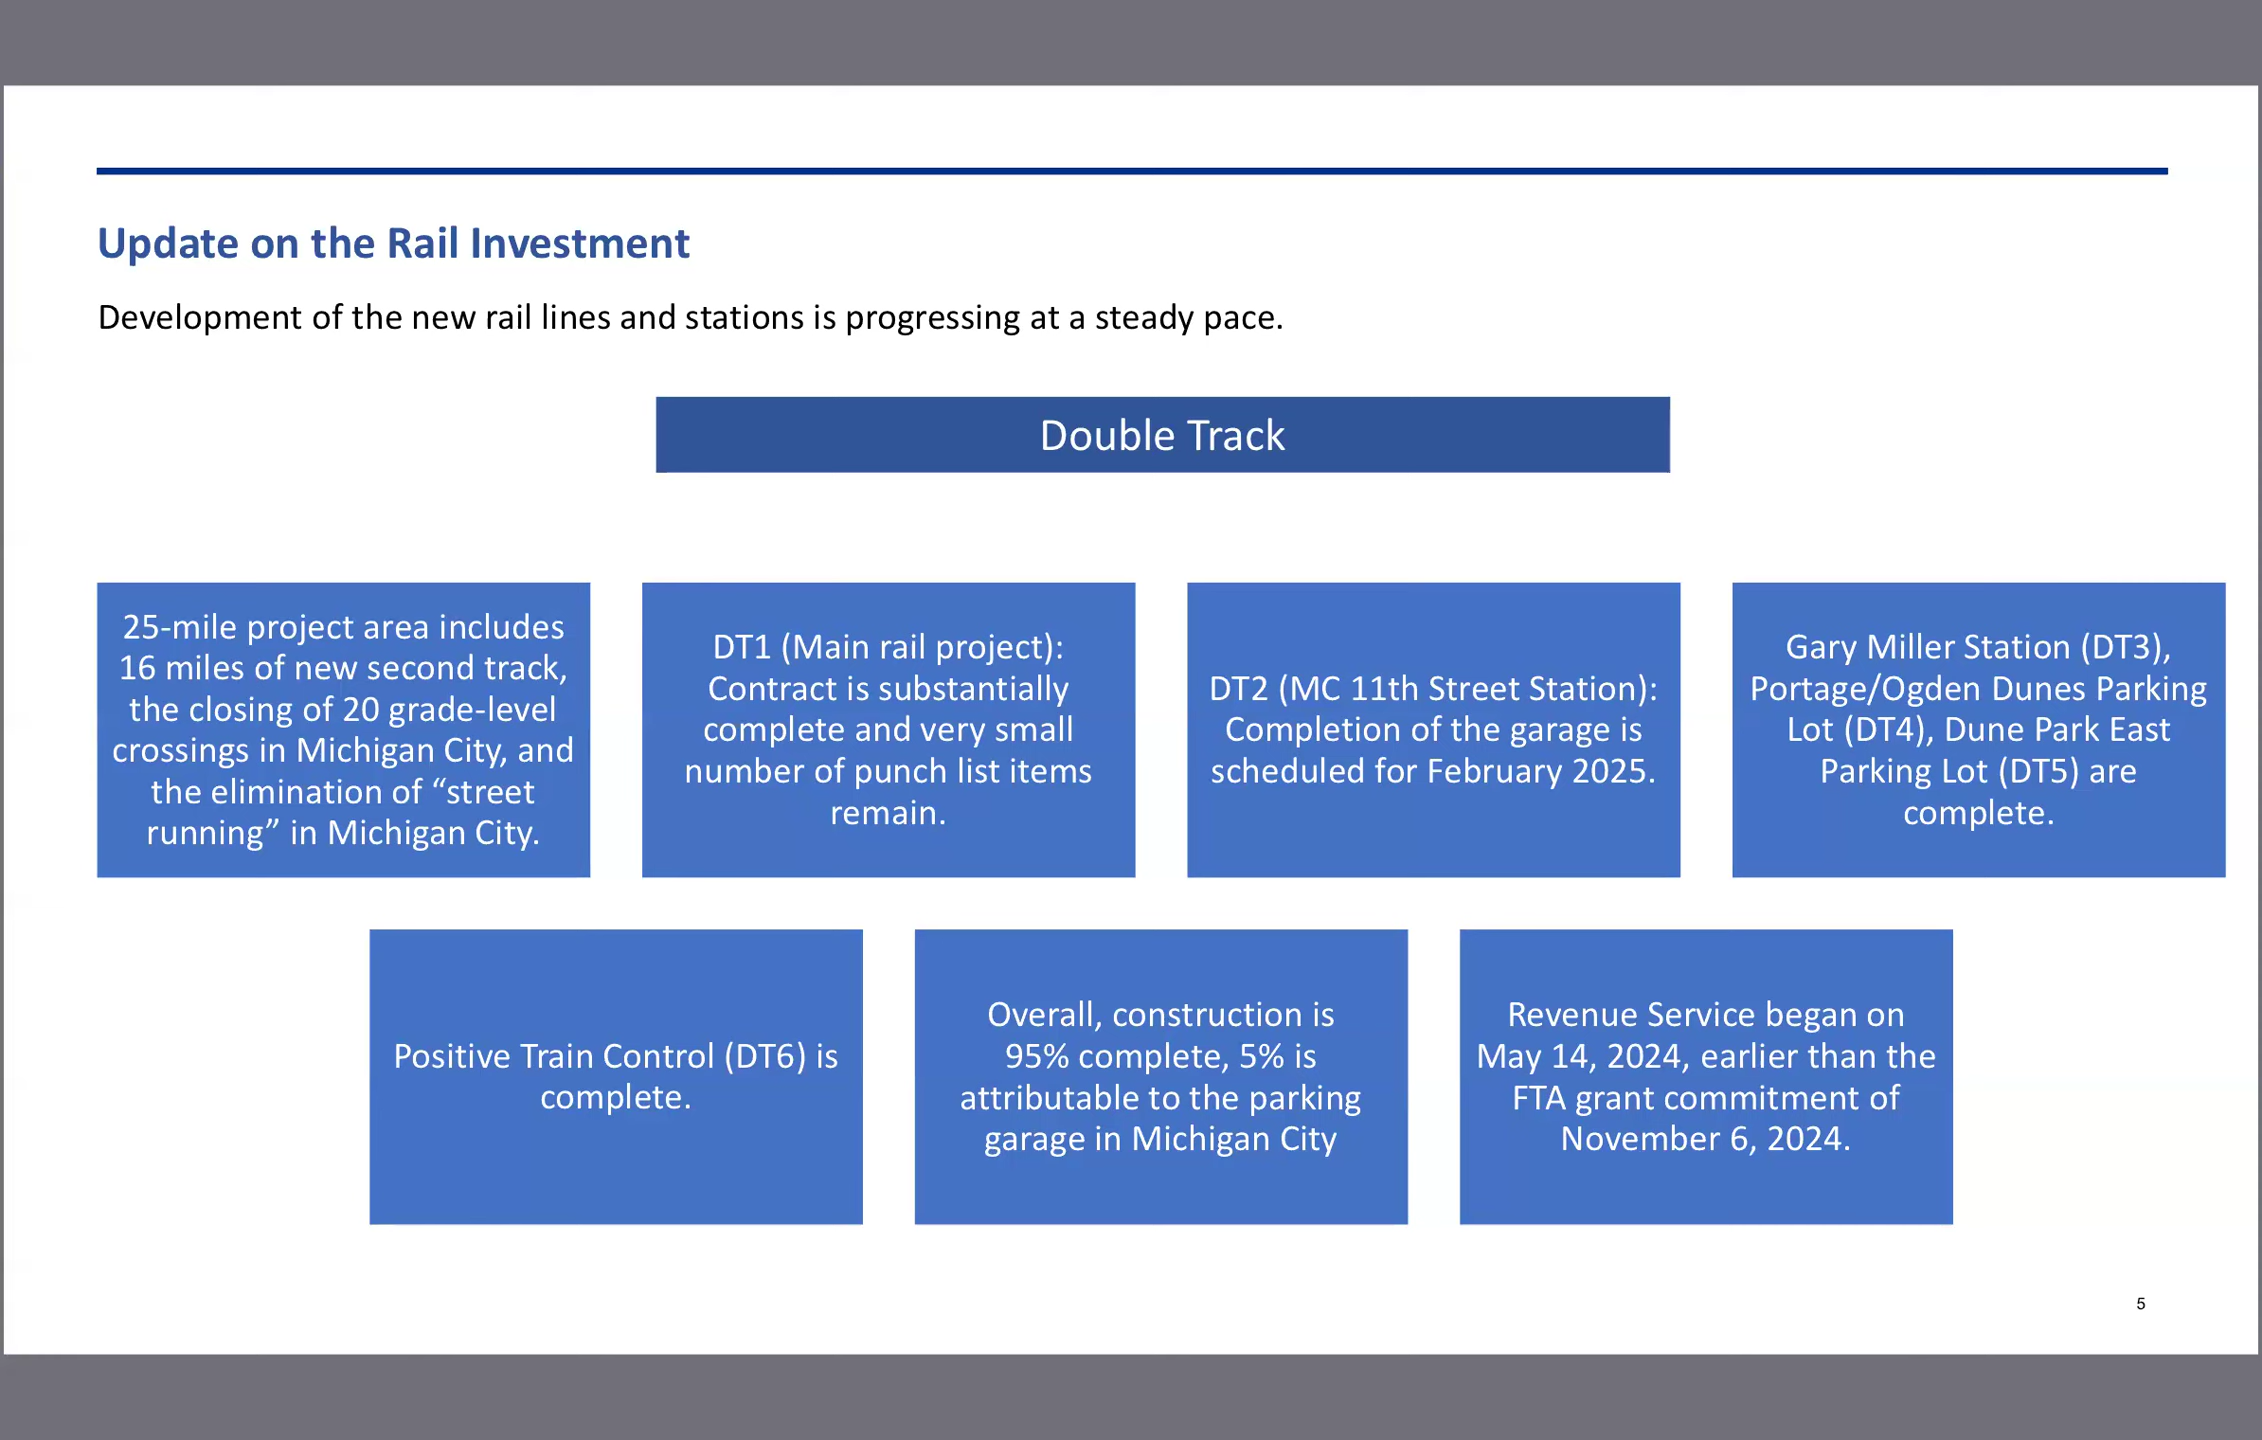 Update on the Rail Investment
Development of the new rail lines and stations is progressing at a steady pace.
Double Track
25-mile project area includes
16 miles of new second track,
the closing of 20 grade-level
crossings in Michigan City, and
the elimination of “street
running” in Michigan City.
DT1 (Main rail project):
Contract is substantially
complete and very small
number of punch list items
remain.
DT2 (MC 11th Street Station):
Completion of the garage is
scheduled for February 2025.
Gary Miller Station (DT3),
Portage/Ogden Dunes Parking
Lot (DT4), Dune Park East
Parking Lot (DT5) are
complete.
Positive Train Control (DT6) is
complete.
Overall, construction is
95% complete, 5% is
attributable to the parking
garage in Michigan City
Revenue Service began on
May 14, 2024, earlier than the
FTA grant commitment of
November 6, 2024.
5